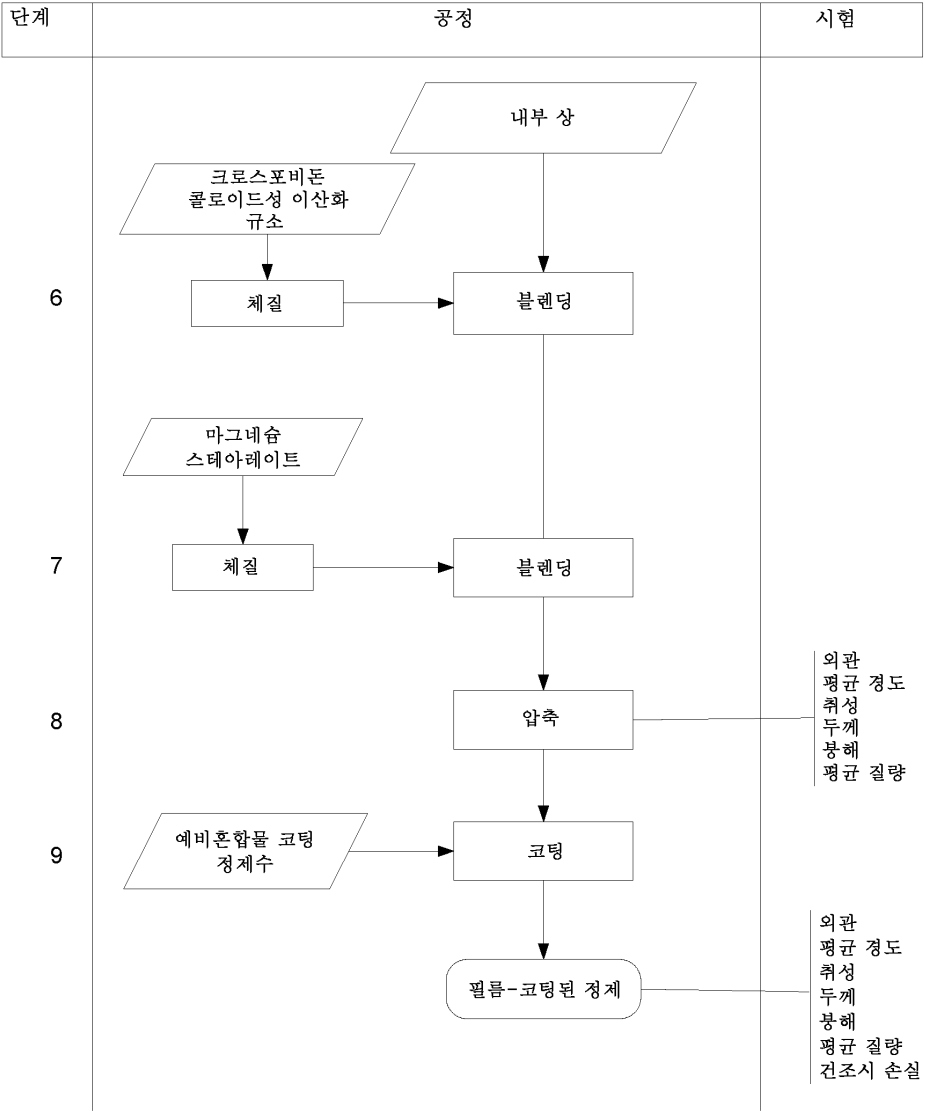 단계
공정
시험
내부 상
크로스포비돈
콜로이드성 이산화
규소
6
체질
블렌딩
마그네슘
스테아레이트
7
체질
블렌딩
8
압축
외관
평균 경도
취성
두께
붕해
평균 질량
9
예비혼합물 코팅
정제수
코팅
필름-코팅된 정제
외관
평균 경도
취성
두께
붕해
평균 질량
건조시 손실